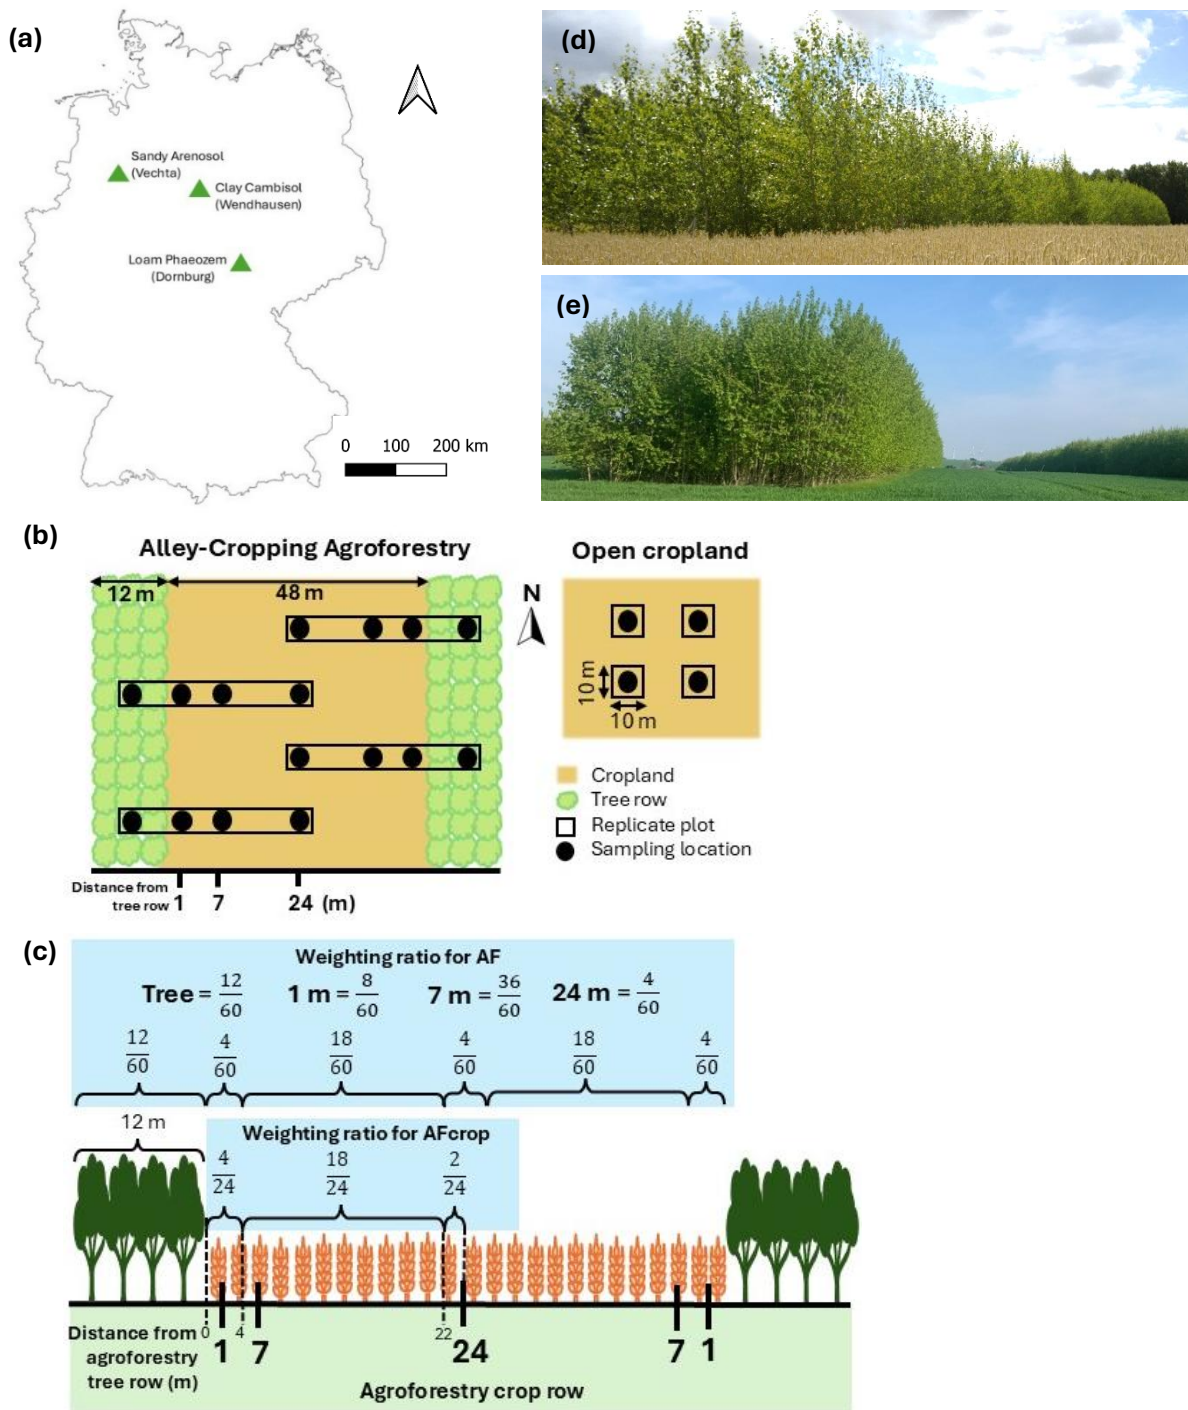 (a)
Sandy Arenosol
(Vechta)
Clay Cambisol
(Wendhausen)
Loam Phaeozem
(Dornburg)
0 100 200 km
(d)
(e)
(b)
Alley-Cropping Agroforestry
12 m
48 m
N
Distance from
tree row
1 7 24 (m)
Open cropland
10 m
10 m
Cropland
Tree row
Replicate plot
Sampling location
(c)
Weighting ratio for AF
Tree = 12/60 1 m = 8/60 7 m = 36/60 24 m = 4/60
12/60 4/60 18/60 4/60 18/60 4/60
12 m
Weighting ratio for AFcrop
4/24 18/24 2/24
Distance from
agroforestry
tree row (m)
0 4 22
1 7 24 7 1
Agroforestry crop row